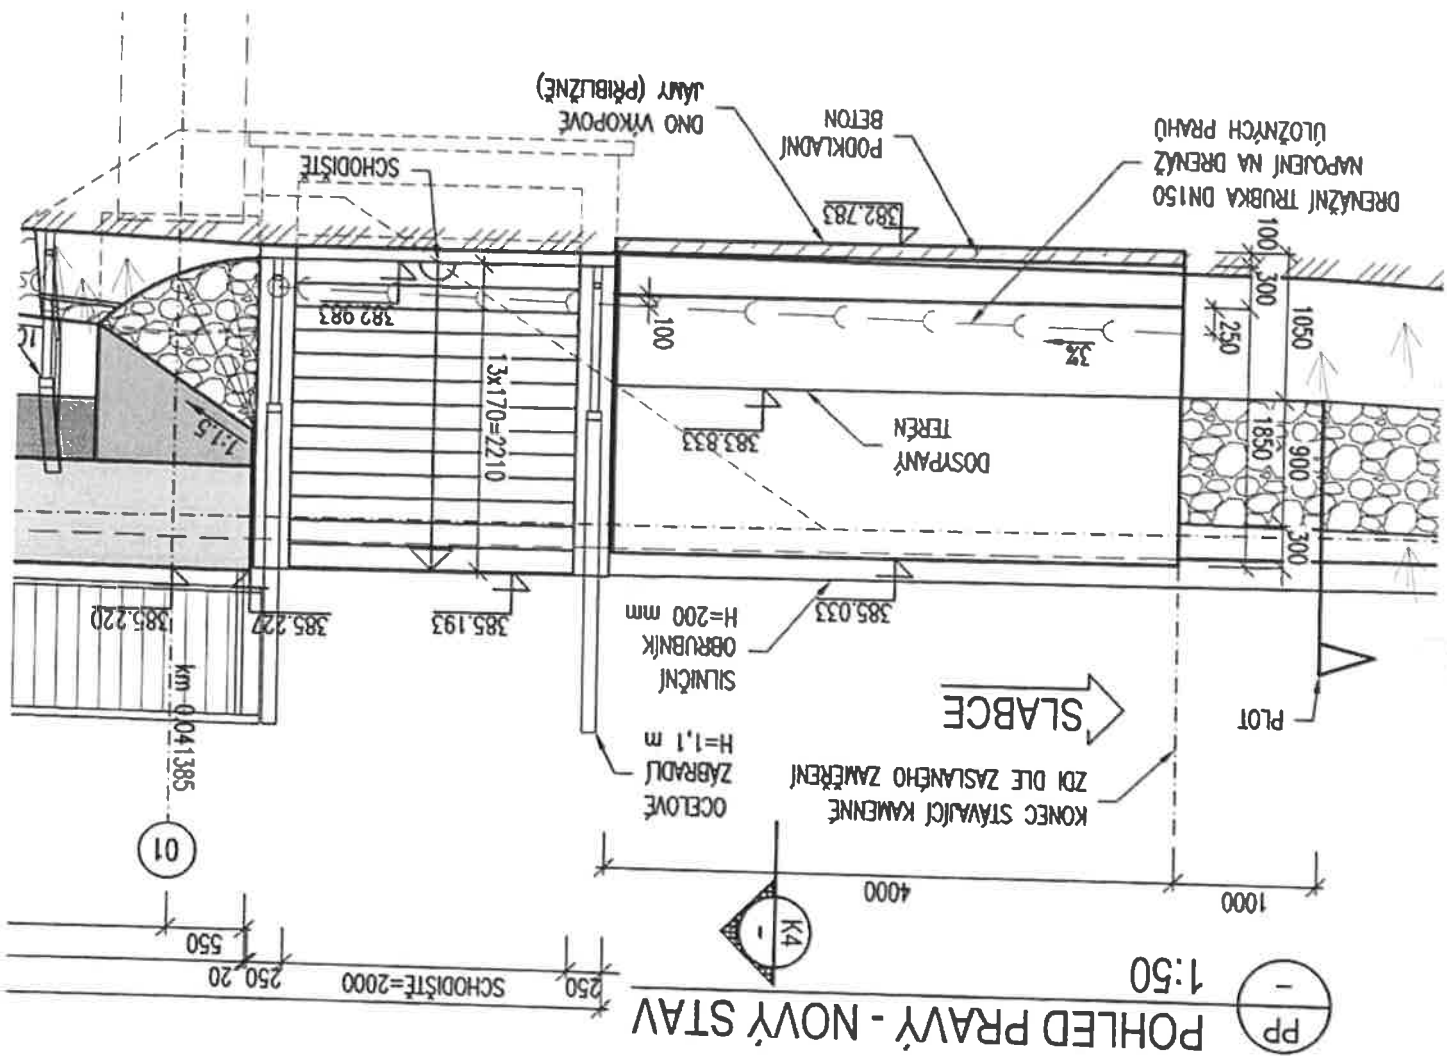 POHLED PRAVÝ - NOVÝ STAV
1:50
PP
-
K4
-
SCHODIŠTĚ=2000
250
250
20
550
1000
4000
01
km 0,041385
KONEC STÁVAJÍCÍ KAMENNÉ
ZDI DLE ZASLANÉHO ZAMĚŘENÍ
OCELOVÉ
ZÁBRADLÍ
H=1,1 m
PLOT
SLABCE
SILNIČNÍ
OBRUBNÍK
H=200 mm
385.033
385.193
385.227
385.220
300
900
1850
1050
300
100
250
DOSYPANÝ
TERÉN
383.833
13x170=2210
1:1,5
3%
100
382.983
DRENÁŽNÍ TRUBKA DN150
NAPOJENÍ NA DRENÁŽ
ÚLOŽNÝCH PRAHŮ
382.783
PODKLADNÍ
BETON
DNO VÝKOPOVÉ
JÁMY (PŘIBLIŽNĚ)
SCHODIŠTĚ